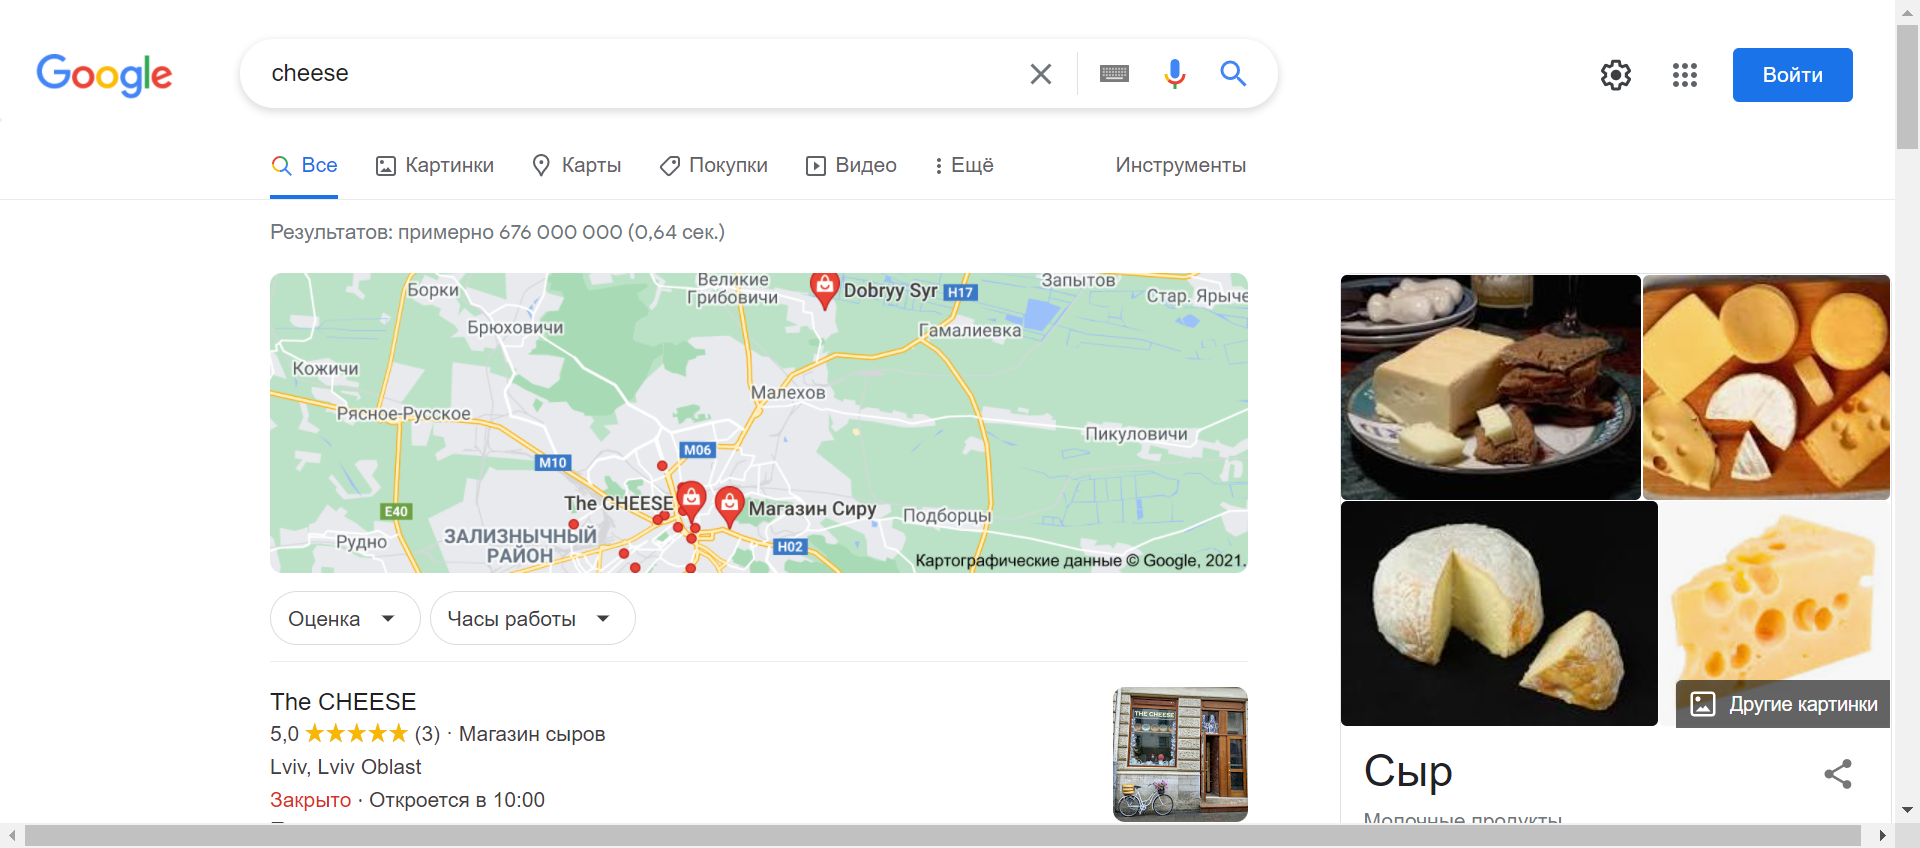 Google
cheese
Войти
Все
Картинки
Карты
Покупки
Видео
Ещё
Инструменты
Результатов: примерно 676 000 000 (0,64 сек.)
Борки
Великие
Грибовичи
Dobryy Syr
H17
Запытов
Стар. Ярыче
Брюховичи
Гамалиевка
Кожичи
Малехов
Рясное-Русское
Пикуловичи
M06
M10
The CHEESE
Магазин Сиру
E40
Подборцы
ЗАЛИЗНЫЧНЫЙ
РАЙОН
Рудно
H02
Картографические данные © Google, 2021.
Оценка
Часы работы
The CHEESE
5,0 (3) · Магазин сыров
Lviv, Lviv Oblast
Закрыто · Откроется в 10:00
THE CHEESE
Другие картинки
Сыр
Молочные продукты